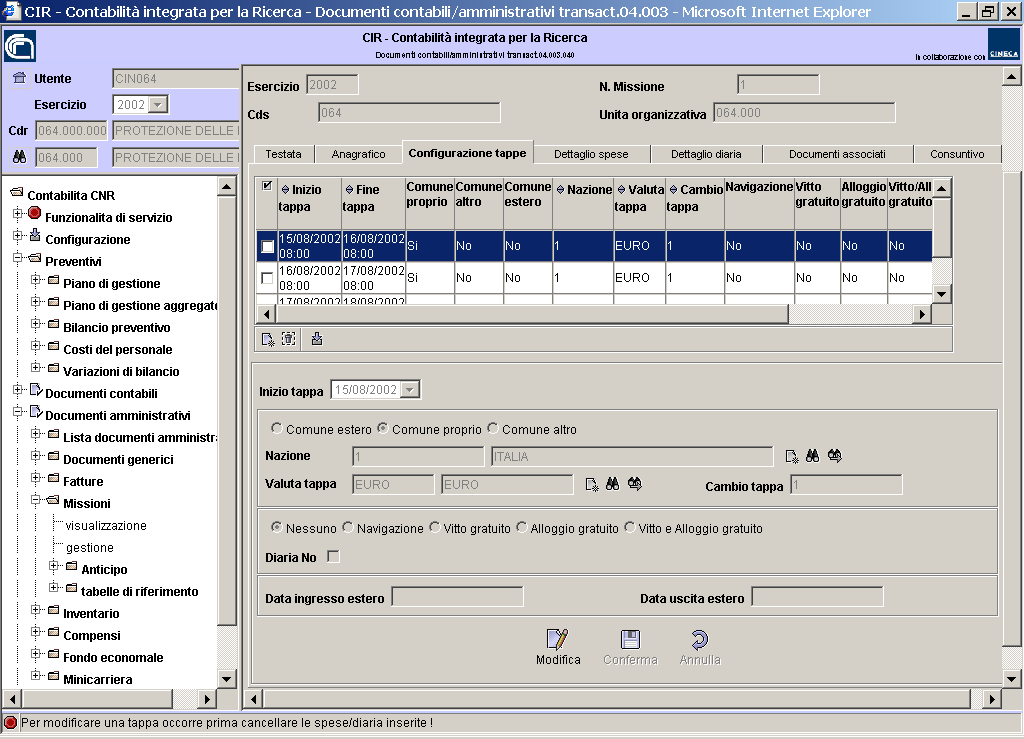 CIR - Contabilità integrata per la Ricerca - Documenti contabili/amministrativi transact.04.003 - Microsoft Internet Explorer
CIR - Contabilità integrata per la Ricerca
Documenti contabili/amministrativi transact.04.003.040
In collaborazione con
CINECA
Utente CIN064
Esercizio 2002
Cdr 064.000.000 PROTEZIONE DELLE
064.000 PROTEZIONE DELLE
Contabilita CNR
Funzionalita di servizio
Configurazione
Preventivi
Piano di gestione
Piano di gestione aggregat
Bilancio preventivo
Costi del personale
Variazioni di bilancio
Documenti contabili
Documenti amministrativi
Lista documenti amministr
Documenti generici
Fatture
Missioni
visualizzazione
gestione
Anticipo
tabelle di riferimento
Inventario
Compensi
Fondo economale
Minicarriera
Esercizio 2002 N. Missione 1
Cds 064 Unita organizzativa 064.000
Testata Anagrafico Configurazione tappe Dettaglio spese Dettaglio diaria Documenti associati Consuntivo
Inizio tappa Fine tappa Comune proprio Comune altro Comune estero Nazione Valuta tappa Cambio tappa Navigazione Vitto gratuito Alloggio gratuito Vitto/All gratuito
15/08/2002 08:00 16/08/2002 08:00 Si No No 1 EURO 1 No No No No
16/08/2002 08:00 17/08/2002 08:00 Si No No 1 EURO 1 No No No No
17/08/2002 18/08/2002
Inizio tappa 15/08/2002
Comune estero Comune proprio Comune altro
Nazione 1 ITALIA
Valuta tappa EURO EURO Cambio tappa 1
Nessuno Navigazione Vitto gratuito Alloggio gratuito Vitto e Alloggio gratuito
Diaria No
Data ingresso estero Data uscita estero
Modifica Conferma Annulla
Per modificare una tappa occorre prima cancellare le spese/diaria inserite !